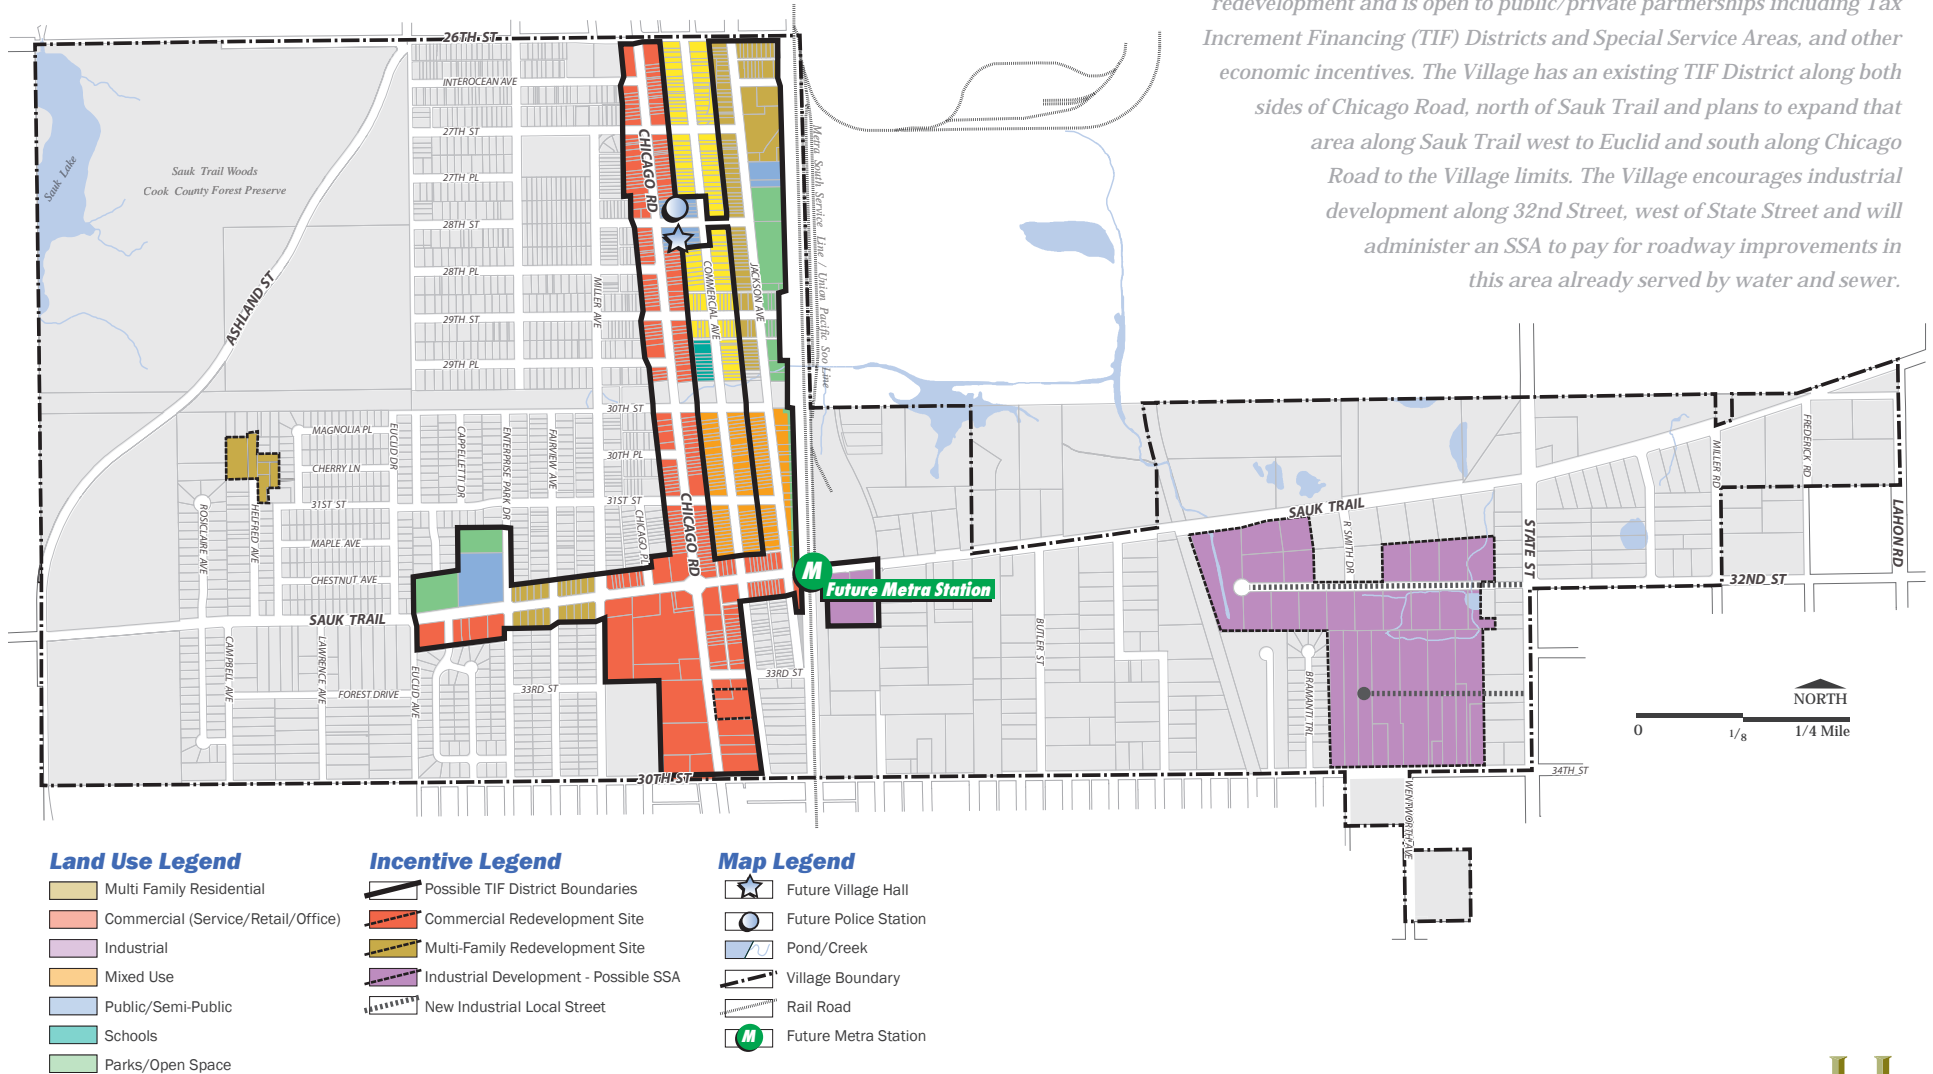 redevelopment and is open to public/private partnerships including Tax
Increment Financing (TIF) Districts and Special Service Areas, and other
economic incentives. The Village has an existing TIF District along both
sides of Chicago Road, north of Sauk Trail and plans to expand that
area along Sauk Trail west to Euclid and south along Chicago
Road to the Village limits. The Village encourages industrial
development along 32nd Street, west of State Street and will
administer an SSA to pay for roadway improvements in
this area already served by water and sewer.
26TH ST
INTEROCEAN AVE
27TH ST
27TH PL
28TH ST
28TH PL
29TH ST
29TH PL
30TH ST
30TH PL
31ST ST
Sauk Lake
Sauk Trail Woods
Cook County Forest Preserve
ASHLAND ST
MILLER AVE
CHICAGO RD
COMMERCIAL AVE
JACKSON AVE
Metra South Service Line / Union Pacific Soo Line
MAGNOLIA PL
CHERRY LN
31ST ST
MAPLE AVE
CHESTNUT AVE
ROSICLAIRE AVE
HELFRED AVE
EUCLID DR
CAPPELETTI DR
ENTERPRISE PARK DR
FAIRVIEW AVE
CHICAGO PL
CHICAGO RD
SAUK TRAIL
CAMPBELL AVE
LAWRENCE AVE
FOREST DRIVE
EUCLID AVE
33RD ST
33RD ST
30TH ST
M
Future Metra Station
BUTLER ST
SAUK TRAIL
R SMITH DR
BRAMANTI TRL
STATE ST
MILLER RD
FREDERICK RD
LAHON RD
32ND ST
34TH ST
WENTWORTH AVE
NORTH
0
1/8
1/4 Mile
Land Use Legend
Multi Family Residential
Commercial (Service/Retail/Office)
Industrial
Mixed Use
Public/Semi-Public
Schools
Parks/Open Space
Incentive Legend
Possible TIF District Boundaries
Commercial Redevelopment Site
Multi-Family Redevelopment Site
Industrial Development - Possible SSA
New Industrial Local Street
Map Legend
Future Village Hall
Future Police Station
Pond/Creek
Village Boundary
Rail Road
M
Future Metra Station